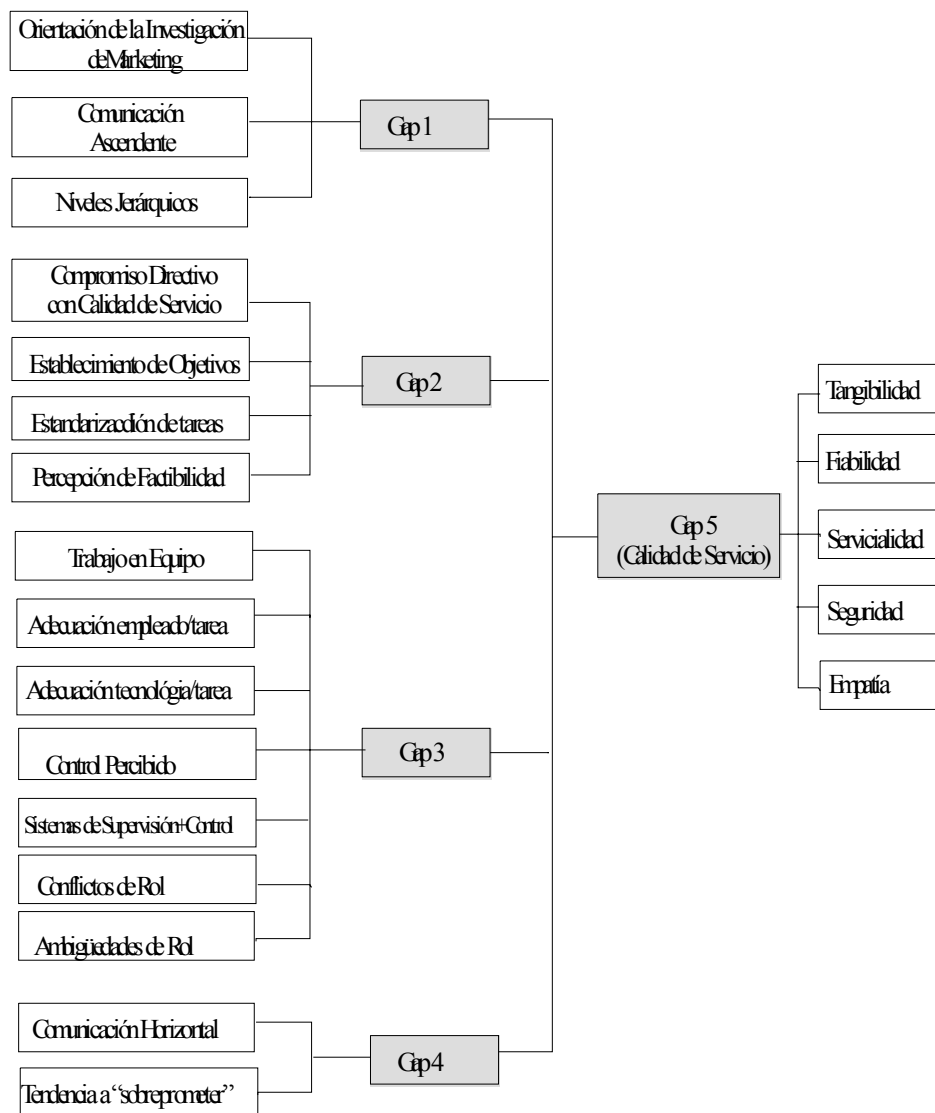 Orientación de la Investigación
de Marketing
Comunicación
Ascendente
Niveles Jerárquicos
Gap 1
Compromiso Directivo
con Calidad de Servicio
Establecimiento de Objetivos
Estandarizacdión de tareas
Percepción de Factibilidad
Gap 2
Trabajo en Equipo
Adecuación empleado/tarea
Adecuación tecnológia/tarea
Control Percibido
Sistemas de Supervisión+Control
Conflictos de Rol
Ambigüedades de Rol
Gap 3
Comunicación Horizontal
Tendencia a “sobreprometer”
Gap 4
Gap 5
(Calidad de Servicio)
Tangibilidad
Fiabilidad
Servicialidad
Seguridad
Empatía